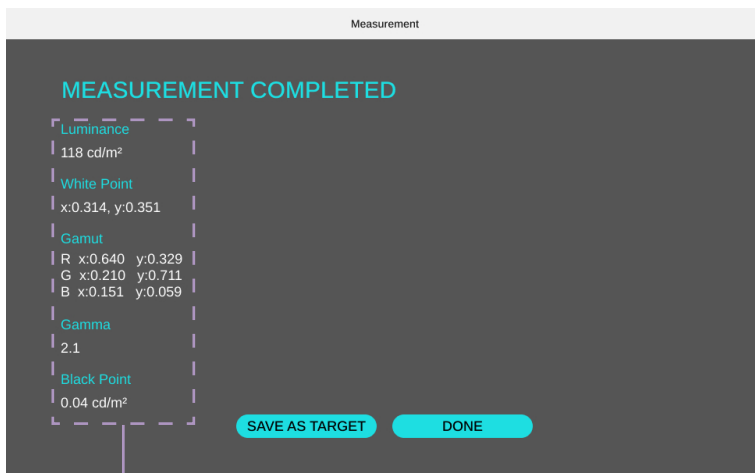 Measurement
MEASUREMENT COMPLETED
Luminance
118 cd/m²
White Point
x:0.314, y:0.351
Gamut
R x:0.640 y:0.329
G x:0.210 y:0.711
B x:0.151 y:0.059
Gamma
2.1
Black Point
0.04 cd/m²
SAVE AS TARGET DONE